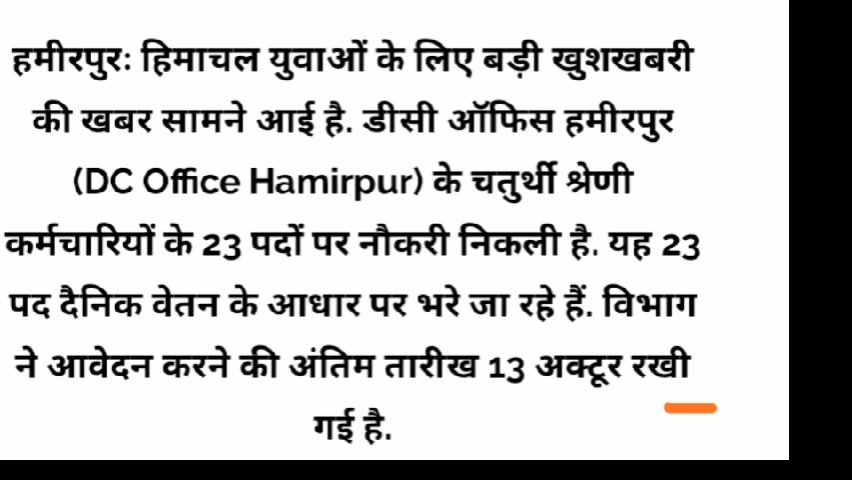 हमीरपुरः हिमाचल युवाओं के लिए बड़ी खुशखबरी
की खबर सामने आई है. डीसी ऑफिस हमीरपुर
(DC Office Hamirpur) के चतुर्थी श्रेणी
कर्मचारियों के 23 पदों पर नौकरी निकली है. यह 23
पद दैनिक वेतन के आधार पर भरे जा रहे हैं. विभाग
ने आवेदन करने की अंतिम तारीख 13 अक्टूर रखी
गई है.